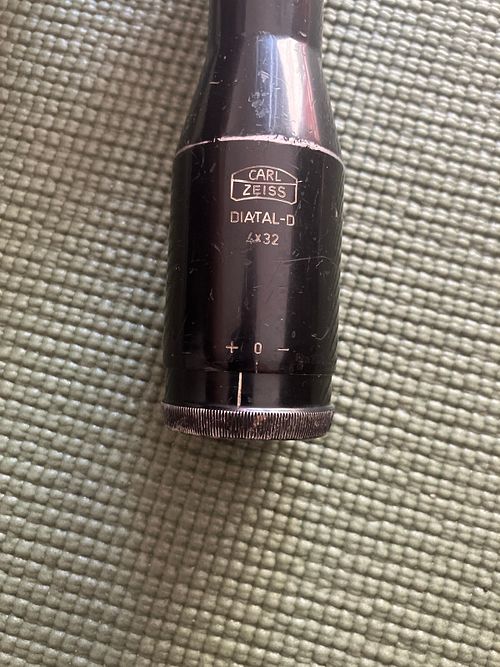 CARL
ZEISS
DIATAL-D
4x32
+ 0 -